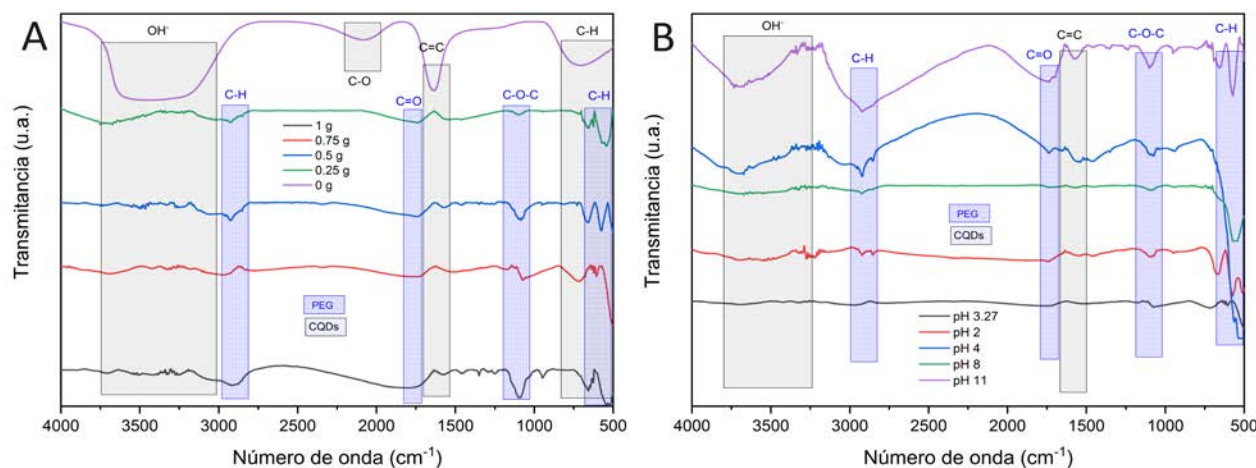 A
OH⁻
C-O
C=C
C-H
C-H
C=O
C-O-C
C-H
1 g
0.75 g
0.5 g
0.25 g
0 g
PEG
CQDs
Transmitancia (u.a.)
4000 3500 3000 2500 2000 1500 1000 500
Número de onda (cm⁻¹)
B
OH⁻
C-H
C=O
C=C
C-O-C
C-H
PEG
CQDs
pH 3.27
pH 2
pH 4
pH 8
pH 11
Transmitancia (u.a.)
4000 3500 3000 2500 2000 1500 1000 500
Número de onda (cm⁻¹)